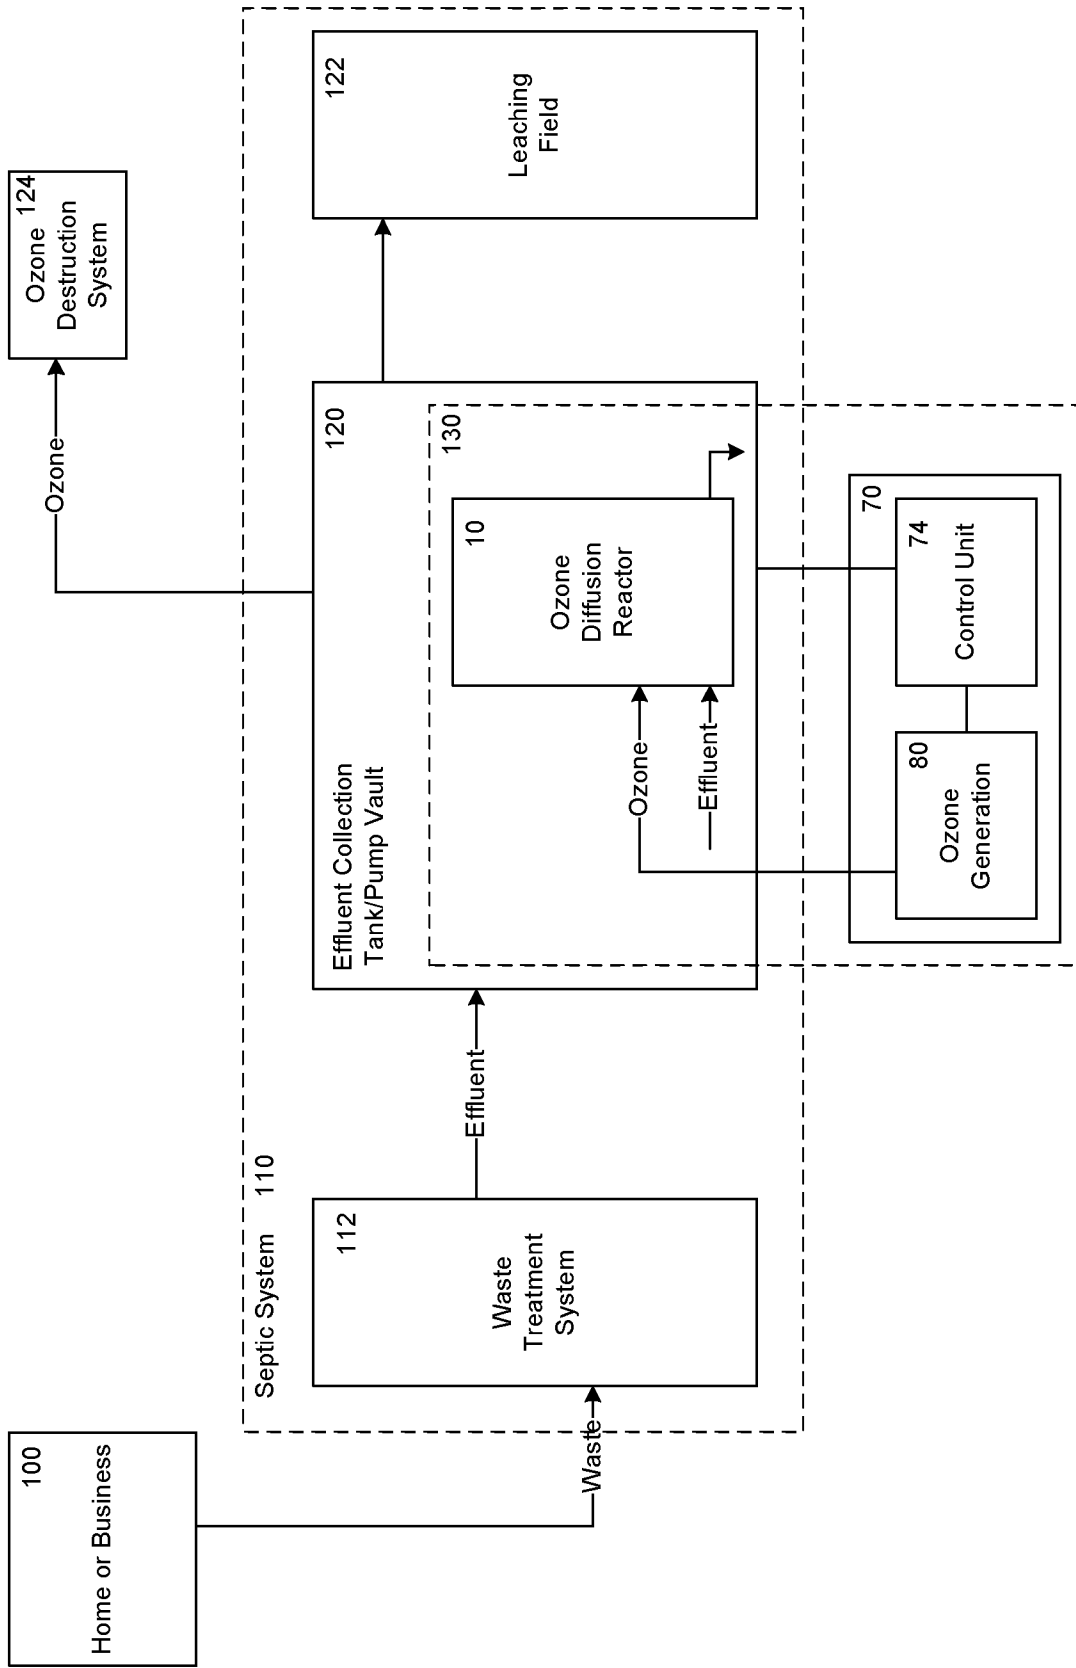 100
Home or Business
Waste
Septic System 110
112
Waste
Treatment
System
Effluent
Effluent Collection
Tank/Pump Vault
120
130
10
Ozone
Diffusion
Reactor
Ozone
Effluent
70
80
Ozone
Generation
74
Control Unit
Ozone
124
Ozone
Destruction
System
122
Leaching
Field